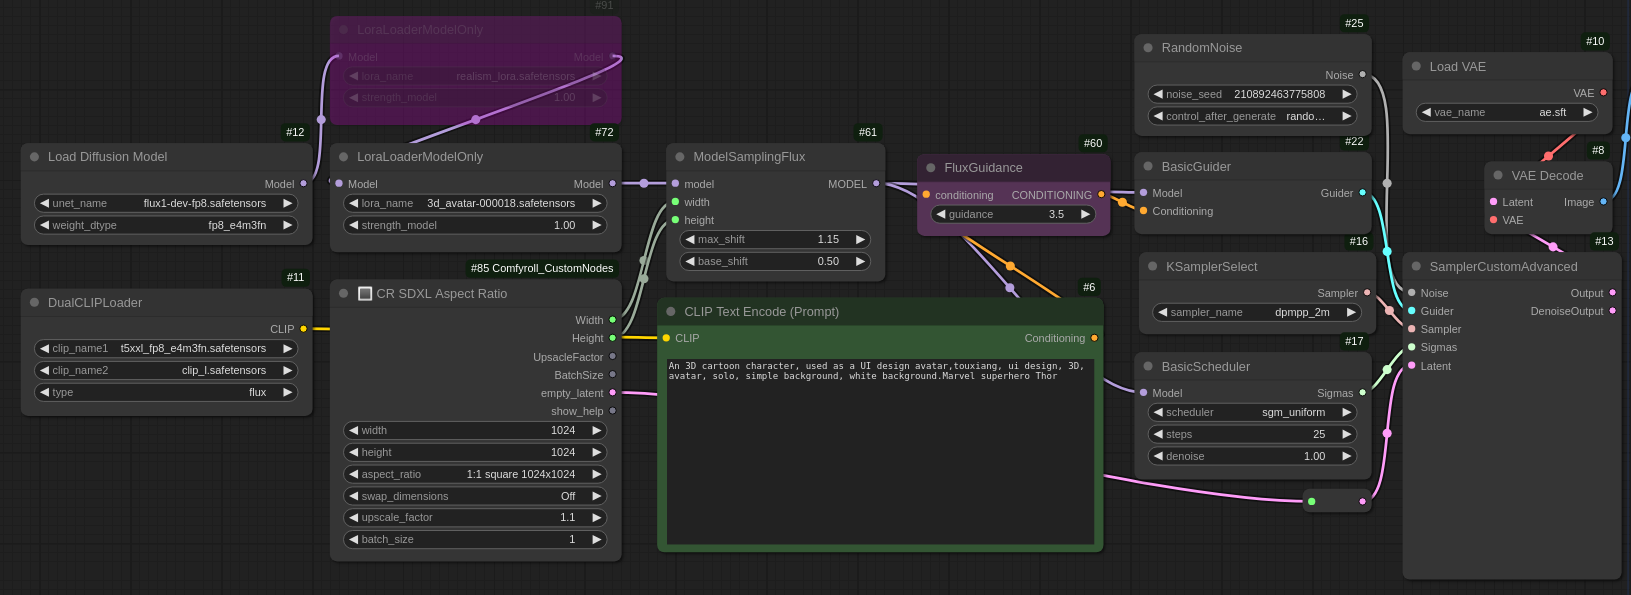 #91
LoraLoaderModelOnly
Model Model
lora_name realism_lora.safetensors
strength_model 1.00
#12
Load Diffusion Model
Model
unet_name flux1-dev-fp8.safetensors
weight_dtype fp8_e4m3fn
#11
DualCLIPLoader
CLIP
clip_name1 t5xxl_fp8_e4m3fn.safetensors
clip_name2 clip_l.safetensors
type flux
#72
LoraLoaderModelOnly
Model Model
lora_name 3d_avatar-000018.safetensors
strength_model 1.00
#85 Comfyroll_CustomNodes
CR SDXL Aspect Ratio
Width
Height
UpsacleFactor
BatchSize
empty_latent
show_help
width 1024
height 1024
aspect_ratio 1:1 square 1024x1024
swap_dimensions Off
upscale_factor 1.1
batch_size 1
#61
ModelSamplingFlux
model MODEL
width
height
max_shift 1.15
base_shift 0.50
#60
FluxGuidance
conditioning CONDITIONING
guidance 3.5
#6
CLIP Text Encode (Prompt)
CLIP Conditioning
An 3D cartoon character, used as a UI design avatar,touxiang, ui design, 3D,
avatar, solo, simple background, white background.Marvel superhero Thor
#25
RandomNoise
Noise
noise_seed 210892463775808
control_after_generate rando…
#22
BasicGuider
Model Guider
Conditioning
#16
KSamplerSelect
Sampler
sampler_name dpmpp_2m
#17
BasicScheduler
Model Sigmas
scheduler sgm_uniform
steps 25
denoise 1.00
#10
Load VAE
VAE
vae_name ae.sft
#8
VAE Decode
Latent Image
VAE
#13
SamplerCustomAdvanced
Noise Output
Guider DenoiseOutput
Sampler
Sigmas
Latent